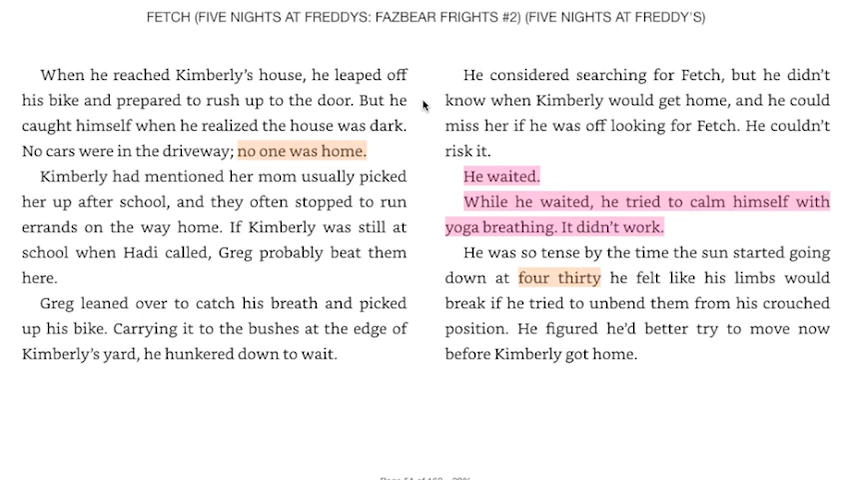 FETCH (FIVE NIGHTS AT FREDDYS: FAZBEAR FRIGHTS #2) (FIVE NIGHTS AT FREDDY'S)
When he reached Kimberly's house, he leaped off
his bike and prepared to rush up to the door. But he
caught himself when he realized the house was dark.
No cars were in the driveway; no one was home.
Kimberly had mentioned her mom usually picked
her up after school, and they often stopped to run
errands on the way home. If Kimberly was still at
school when Hadi called, Greg probably beat them
here.
Greg leaned over to catch his breath and picked
up his bike. Carrying it to the bushes at the edge of
Kimberly's yard, he hunkered down to wait.
He considered searching for Fetch, but he didn't
know when Kimberly would get home, and he could
miss her if he was off looking for Fetch. He couldn't
risk it.
He waited.
While he waited, he tried to calm himself with
yoga breathing. It didn't work.
He was so tense by the time the sun started going
down at four thirty he felt like his limbs would
break if he tried to unbend them from his crouched
position. He figured he'd better try to move now
before Kimberly got home.